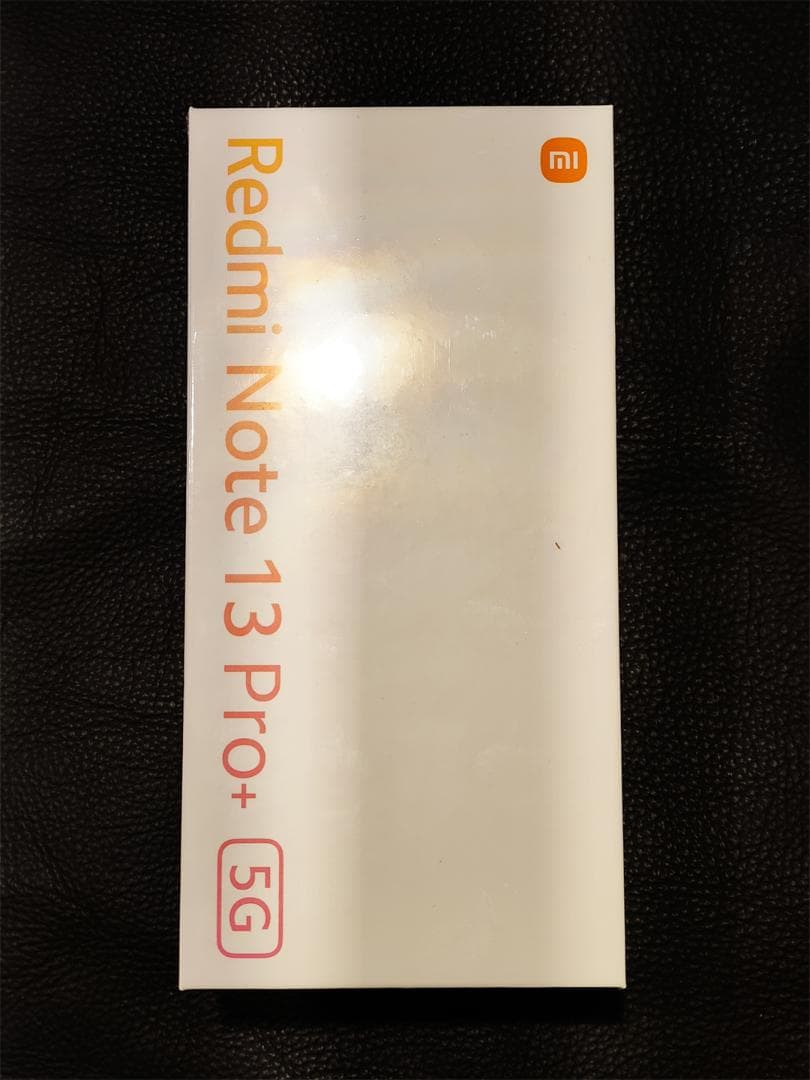 mi
Redmi Note 13 Pro+ 5G